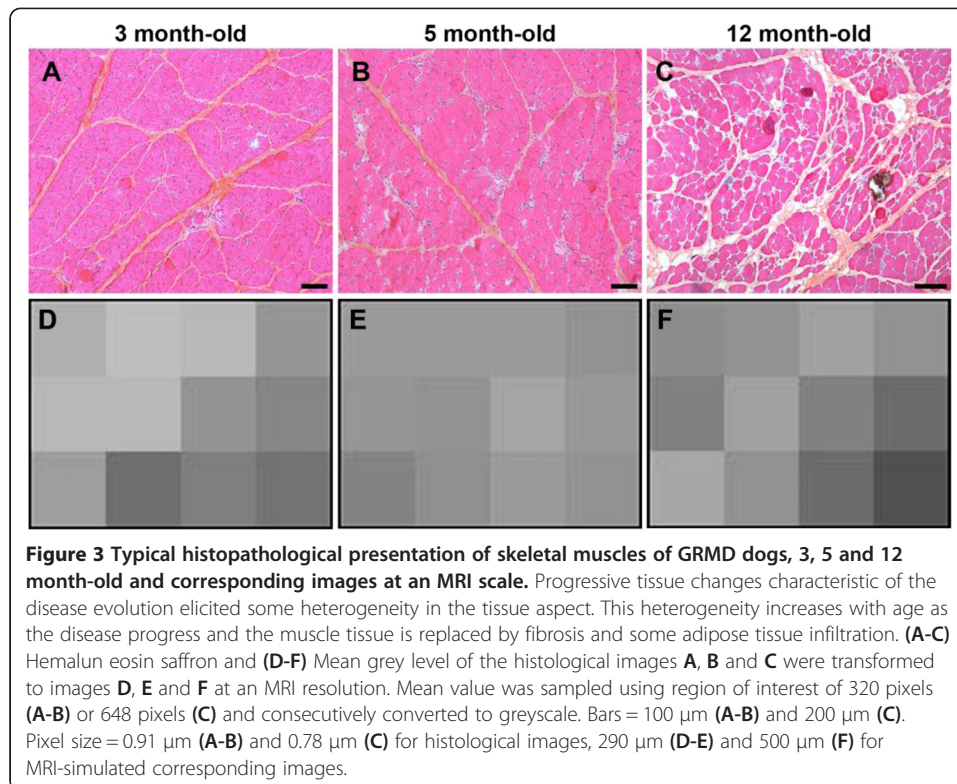 3 month-old 5 month-old 12 month-old
A B C
D E F
Figure 3 Typical histopathological presentation of skeletal muscles of GRMD dogs, 3, 5 and 12
month-old and corresponding images at an MRI scale. Progressive tissue changes characteristic of the
disease evolution elicited some heterogeneity in the tissue aspect. This heterogeneity increases with age as
the disease progress and the muscle tissue is replaced by fibrosis and some adipose tissue infiltration. (A-C)
Hemalun eosin saffron and (D-F) Mean grey level of the histological images A, B and C were transformed
to images D, E and F at an MRI resolution. Mean value was sampled using region of interest of 320 pixels
(A-B) or 648 pixels (C) and consecutively converted to greyscale. Bars = 100 μm (A-B) and 200 μm (C).
Pixel size = 0.91 μm (A-B) and 0.78 μm (C) for histological images, 290 μm (D-E) and 500 μm (F) for
MRI-simulated corresponding images.